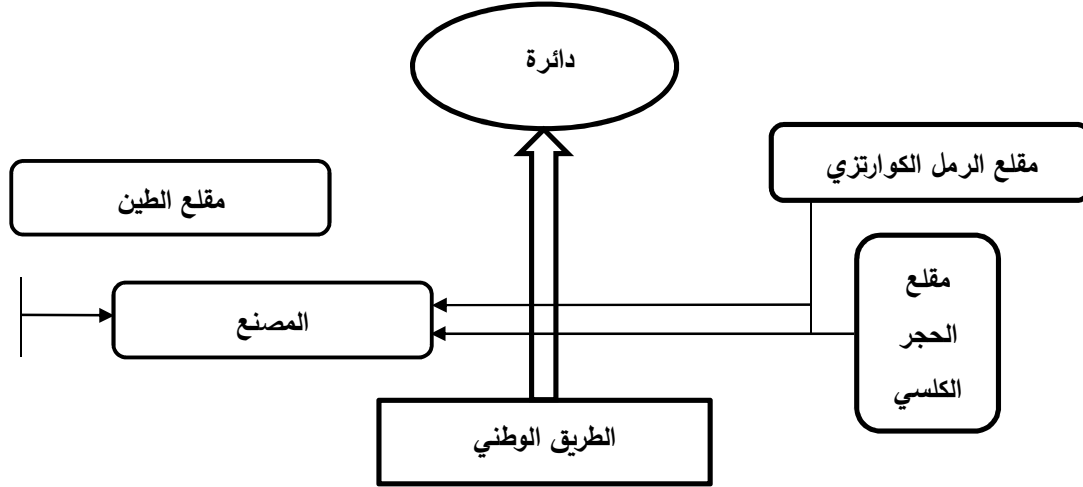 دائرة
مقلع الرمل الكوارتزي
مقلع الطين
مقلع
الحجر
الكلسي
المصنع
الطريق الوطني